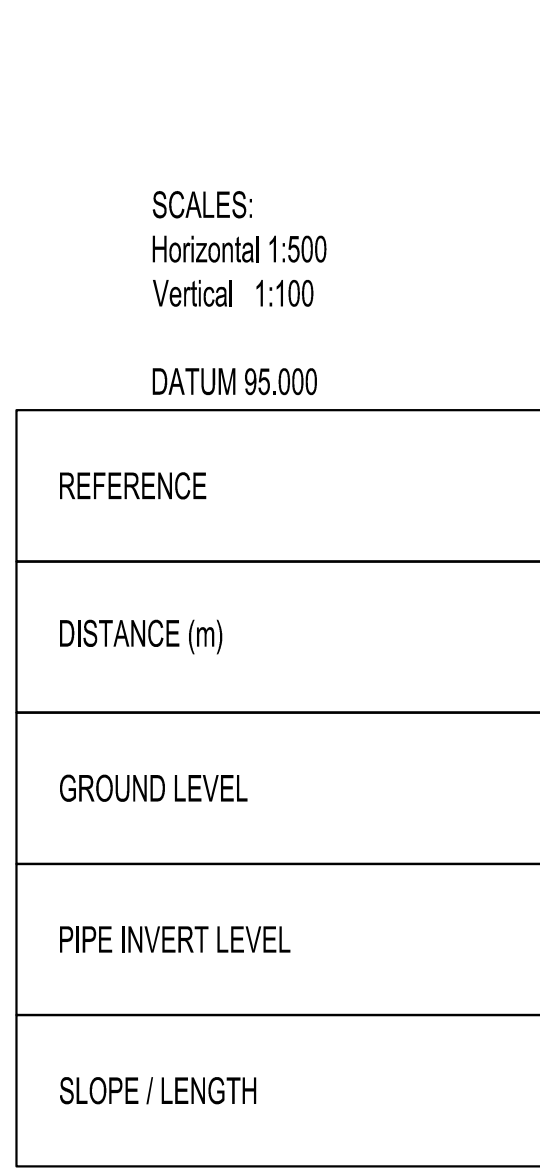 SCALES:
Horizontal 1:500
Vertical 1:100
DATUM 95.000
REFERENCE
DISTANCE (m)
GROUND LEVEL
PIPE INVERT LEVEL
SLOPE / LENGTH